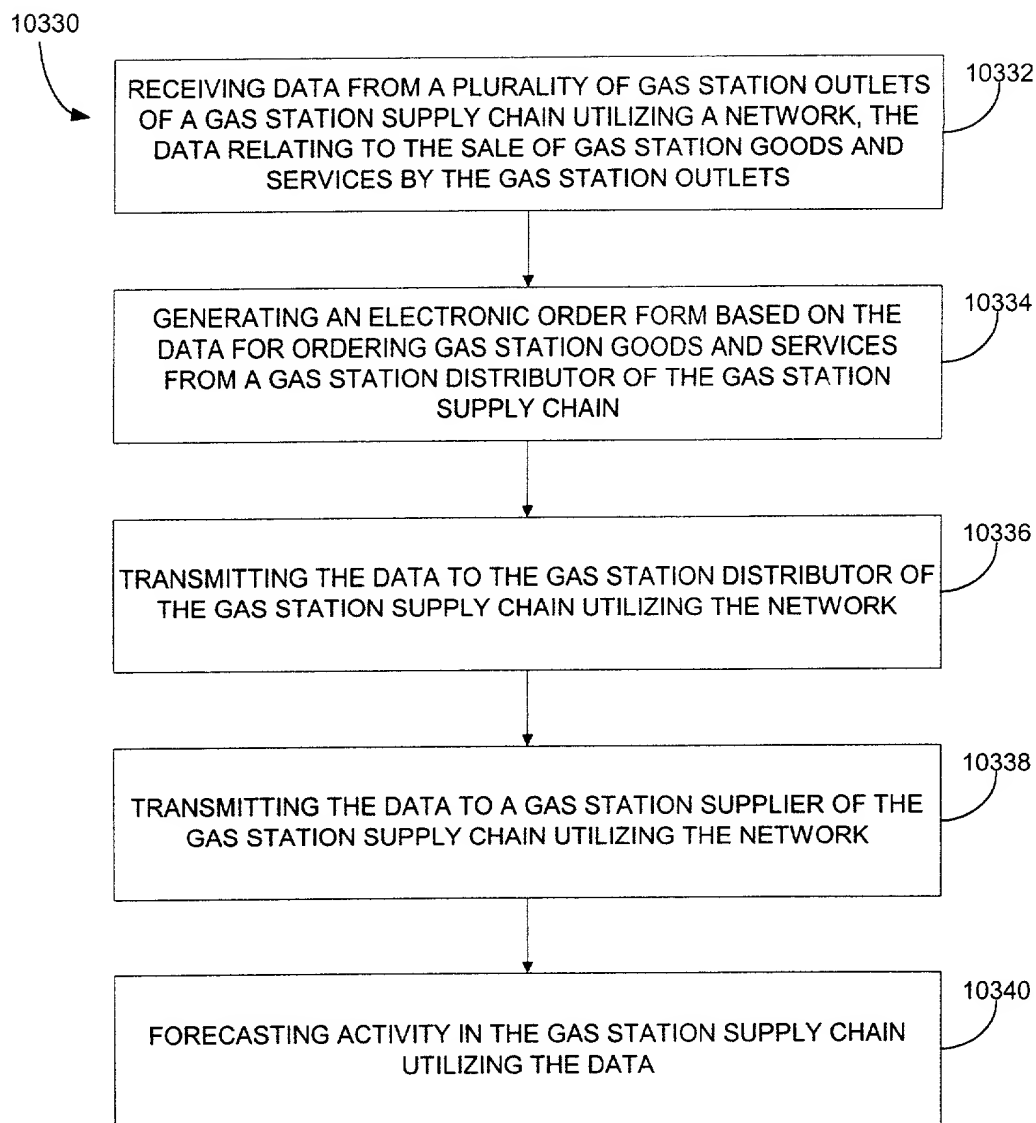 10330
10332
RECEIVING DATA FROM A PLURALITY OF GAS STATION OUTLETS
OF A GAS STATION SUPPLY CHAIN UTILIZING A NETWORK, THE
DATA RELATING TO THE SALE OF GAS STATION GOODS AND
SERVICES BY THE GAS STATION OUTLETS
10334
GENERATING AN ELECTRONIC ORDER FORM BASED ON THE
DATA FOR ORDERING GAS STATION GOODS AND SERVICES
FROM A GAS STATION DISTRIBUTOR OF THE GAS STATION
SUPPLY CHAIN
10336
TRANSMITTING THE DATA TO THE GAS STATION DISTRIBUTOR OF
THE GAS STATION SUPPLY CHAIN UTILIZING THE NETWORK
10338
TRANSMITTING THE DATA TO A GAS STATION SUPPLIER OF THE
GAS STATION SUPPLY CHAIN UTILIZING THE NETWORK
10340
FORECASTING ACTIVITY IN THE GAS STATION SUPPLY CHAIN
UTILIZING THE DATA